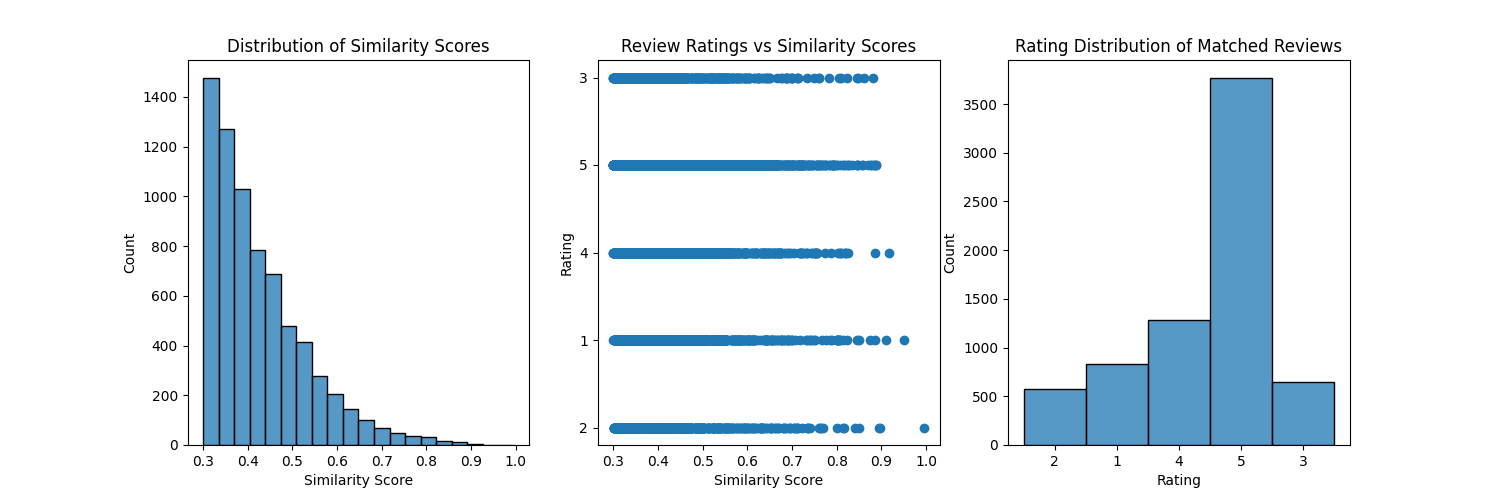 Distribution of Similarity Scores
1400
1200
1000
800
600
400
200
0
Count
0.3 0.4 0.5 0.6 0.7 0.8 0.9 1.0
Similarity Score
Review Ratings vs Similarity Scores
3
5
4
1
2
Rating
0.3 0.4 0.5 0.6 0.7 0.8 0.9 1.0
Similarity Score
Rating Distribution of Matched Reviews
3500
3000
2500
2000
1500
1000
500
0
Count
2 1 4 5 3
Rating